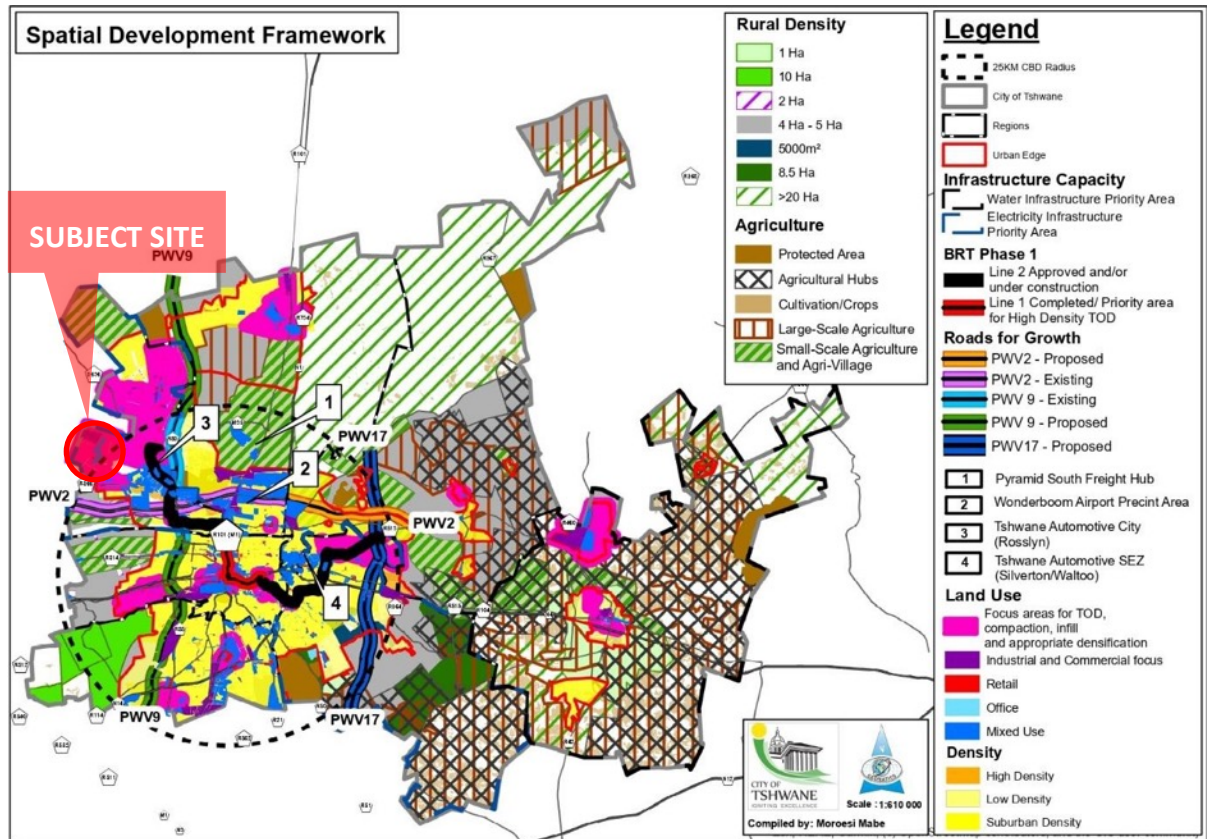 Spatial Development Framework
SUBJECT SITE
PWV9
R101
1
3
2
PWV17
PWV2
PWV2
R101 (M1)
4
PWV9
PWV17
Rural Density
1 Ha
10 Ha
2 Ha
4 Ha - 5 Ha
5000m²
8.5 Ha
>20 Ha
Agriculture
Protected Area
Agricultural Hubs
Cultivation/Crops
Large-Scale Agriculture
Small-Scale Agriculture
and Agri-Village
CITY OF
TSHWANE
IGNITING EXCELLENCE
Scale :1:610 000
Compiled by: Moroesi Mabe
Legend
25KM CBD Radius
City of Tshwane
Regions
Urban Edge
Infrastructure Capacity
Water Infrastructure Priority Area
Electricity Infrastructure
Priority Area
BRT Phase 1
Line 2 Approved and/or
under construction
Line 1 Completed/ Priority area
for High Density TOD
Roads for Growth
PWV2 - Proposed
PWV2 - Existing
PWV 9 - Existing
PWV 9 - Proposed
PWV17 - Proposed
1 Pyramid South Freight Hub
2 Wonderboom Airport Precint Area
3 Tshwane Automotive City
(Rosslyn)
4 Tshwane Automotive SEZ
(Silverton/Waltoo)
Land Use
Focus areas for TOD,
compaction, infill
and appropriate densification
Industrial and Commercial focus
Retail
Office
Mixed Use
Density
High Density
Low Density
Suburban Density